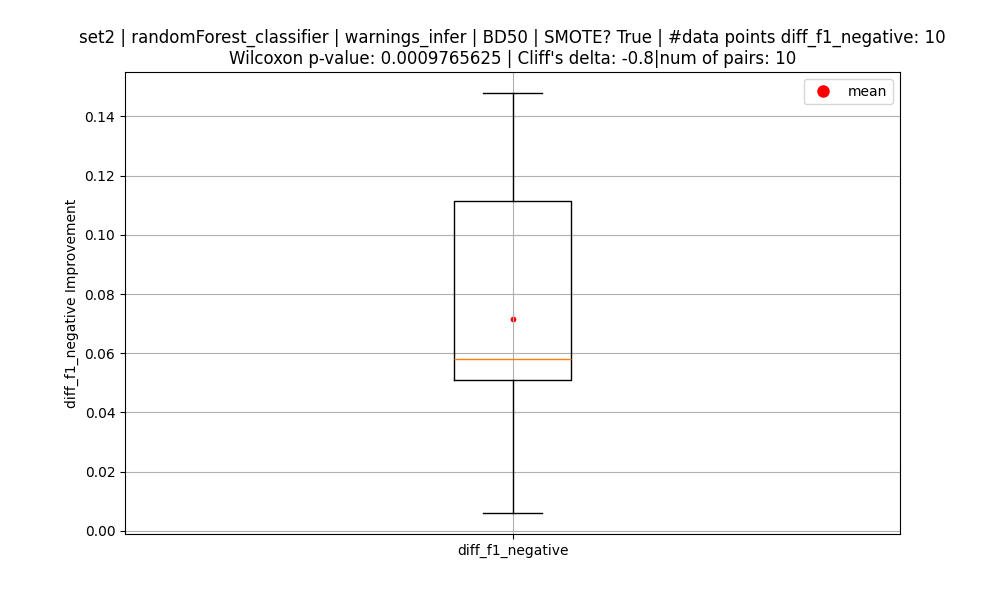 set2 | randomForest_classifier | warnings_infer | BD50 | SMOTE? True | #data points diff_f1_negative: 10
Wilcoxon p-value: 0.0009765625 | Cliff's delta: -0.8|num of pairs: 10
mean
0.14
0.12
0.10
0.08
0.06
0.04
0.02
0.00
diff_f1_negative Improvement
diff_f1_negative